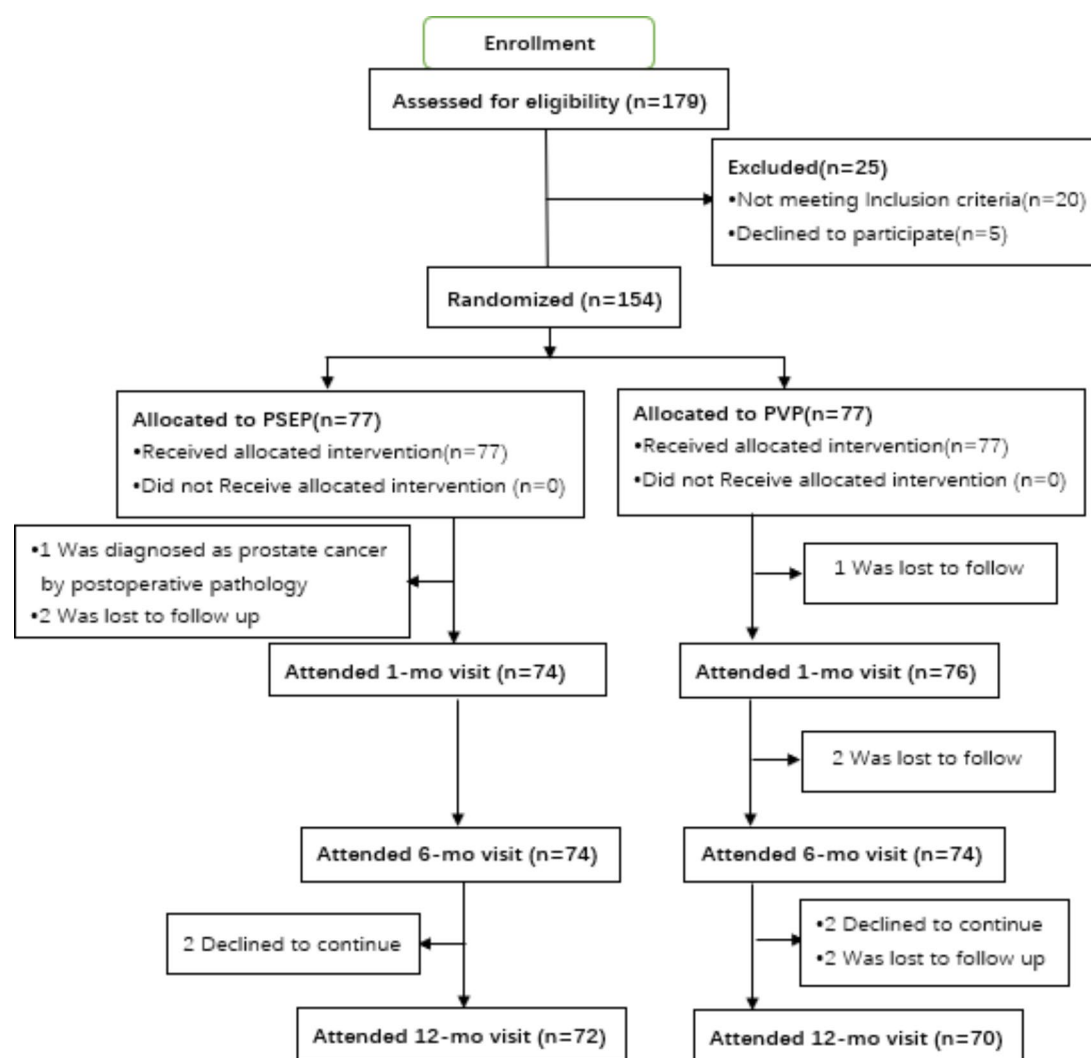 Enrollment
Assessed for eligibility (n=179)
Excluded(n=25)
•Not meeting Inclusion criteria(n=20)
•Declined to participate(n=5)
Randomized (n=154)
Allocated to PSEP(n=77)
•Received allocated intervention(n=77)
•Did not Receive allocated intervention (n=0)
Allocated to PVP(n=77)
•Received allocated intervention(n=77)
•Did not Receive allocated intervention (n=0)
•1 Was diagnosed as prostate cancer
by postoperative pathology
•2 Was lost to follow up
1 Was lost to follow
Attended 1-mo visit (n=74)
Attended 1-mo visit (n=76)
2 Was lost to follow
Attended 6-mo visit (n=74)
Attended 6-mo visit (n=74)
2 Declined to continue
•2 Declined to continue
•2 Was lost to follow up
Attended 12-mo visit (n=72)
Attended 12-mo visit (n=70)